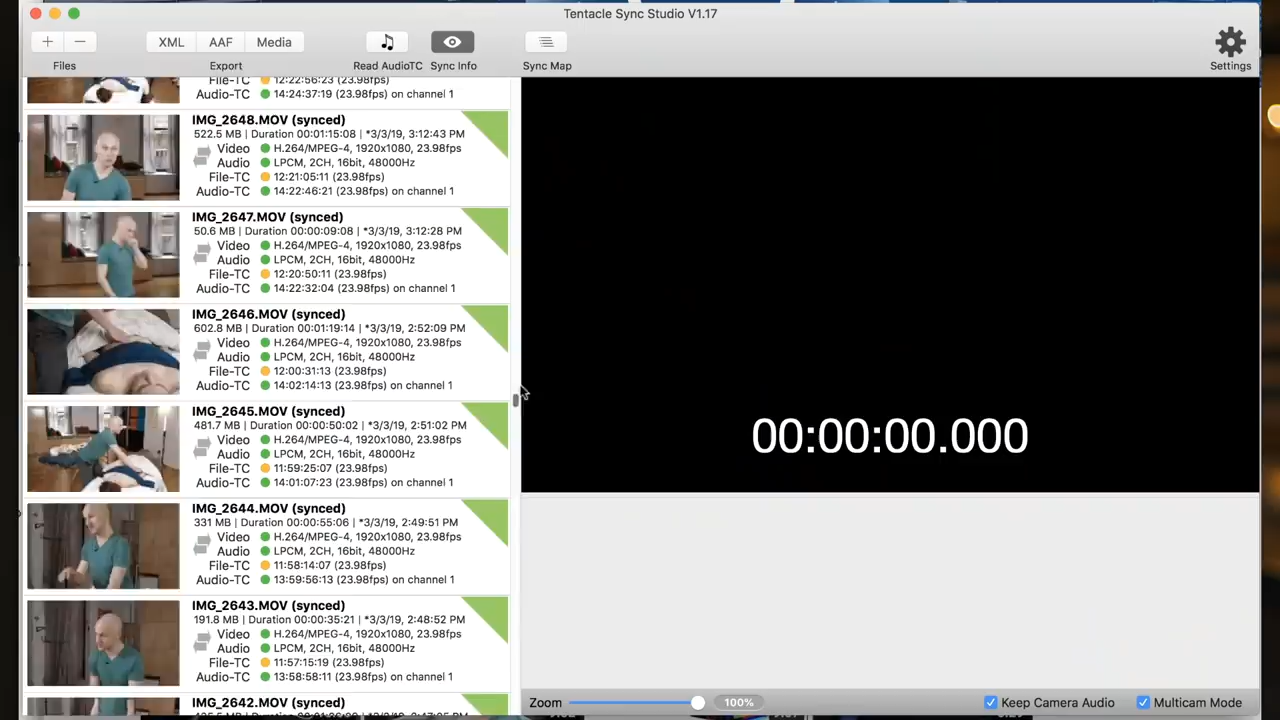 Tentacle Sync Studio V1.17
XML AAF Media
Files Export Read AudioTC Sync Info Sync Map Settings
File-TC 12:22:56:23 (23.98fps)
Audio-TC 14:24:37:19 (23.98fps) on channel 1
IMG_2648.MOV (synced)
522.5 MB | Duration 00:01:15:08 | *3/3/19, 3:12:43 PM
Video H.264/MPEG-4, 1920x1080, 23.98fps
Audio LPCM, 2CH, 16bit, 48000Hz
File-TC 12:21:05:11 (23.98fps)
Audio-TC 14:22:46:21 (23.98fps) on channel 1
IMG_2647.MOV (synced)
50.6 MB | Duration 00:00:09:08 | *3/3/19, 3:12:28 PM
Video H.264/MPEG-4, 1920x1080, 23.98fps
Audio LPCM, 2CH, 16bit, 48000Hz
File-TC 12:20:50:11 (23.98fps)
Audio-TC 14:22:32:04 (23.98fps) on channel 1
IMG_2646.MOV (synced)
602.8 MB | Duration 00:01:19:14 | *3/3/19, 2:52:09 PM
Video H.264/MPEG-4, 1920x1080, 23.98fps
Audio LPCM, 2CH, 16bit, 48000Hz
File-TC 12:00:31:13 (23.98fps)
Audio-TC 14:02:14:13 (23.98fps) on channel 1
IMG_2645.MOV (synced)
481.7 MB | Duration 00:00:50:02 | *3/3/19, 2:51:02 PM
Video H.264/MPEG-4, 1920x1080, 23.98fps
Audio LPCM, 2CH, 16bit, 48000Hz
File-TC 11:59:25:07 (23.98fps)
Audio-TC 14:01:07:23 (23.98fps) on channel 1
IMG_2644.MOV (synced)
331 MB | Duration 00:00:55:06 | *3/3/19, 2:49:51 PM
Video H.264/MPEG-4, 1920x1080, 23.98fps
Audio LPCM, 2CH, 16bit, 48000Hz
File-TC 11:58:14:07 (23.98fps)
Audio-TC 13:59:56:13 (23.98fps) on channel 1
IMG_2643.MOV (synced)
191.8 MB | Duration 00:00:35:21 | *3/3/19, 2:48:52 PM
Video H.264/MPEG-4, 1920x1080, 23.98fps
Audio LPCM, 2CH, 16bit, 48000Hz
File-TC 11:57:15:19 (23.98fps)
Audio-TC 13:58:58:11 (23.98fps) on channel 1
IMG_2642.MOV (synced)
00:00:00.000
Zoom 100% Keep Camera Audio Multicam Mode